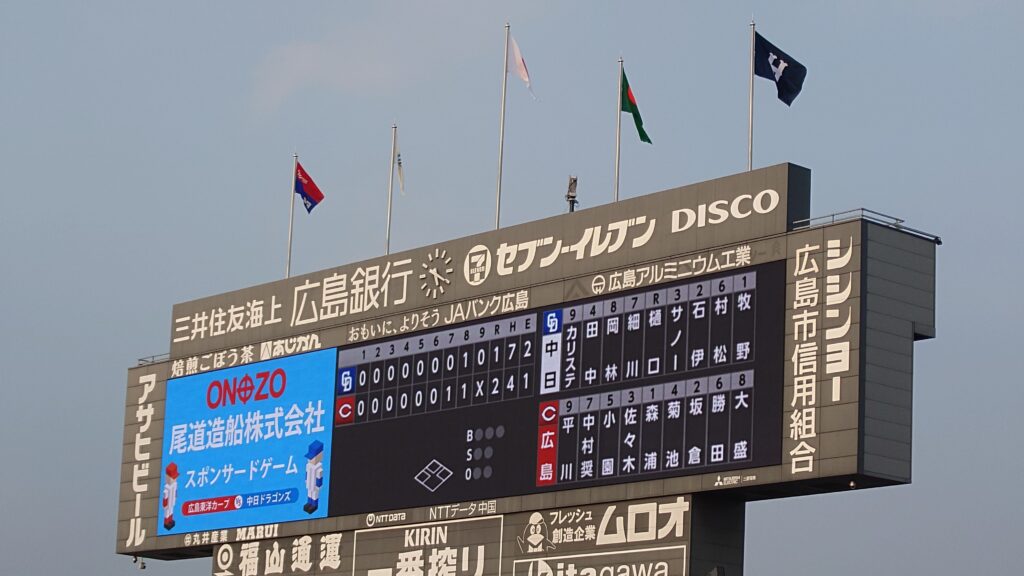 三井住友海上
広島銀行
セブン-イレブン
DISCO
おもいに、よりそう。JAバンク広島
広島アルミニウム工業
焙煎ごぼう茶 あじかん
アサヒビール
ONOZO
尾道造船株式会社
スポンサードゲーム
広島東洋カープ VS 中日ドラゴンズ
1 2 3 4 5 6 7 8 9 R H E
CD 0 0 0 0 0 0 0 1 0 1 7 2
C 0 0 0 0 0 0 1 1 X 2 4 1
B
S
O
中日
9 カリステ
4 田中
8 岡林
7 細川
R 樋口
3 サノー
2 石伊
6 村松
1 牧野
C 広島
9 平川
7 中村奨
5 小園
3 佐々木
1 森浦
4 菊池
2 坂倉
6 勝田
8 大盛
シンショー
広島市信用組合
NTT DATA NTTデータ中国
丸井産業 MARUI
福山通運
KIRIN
一番搾り
フレッシュ
創造企業
ムロオ
Kitagawa